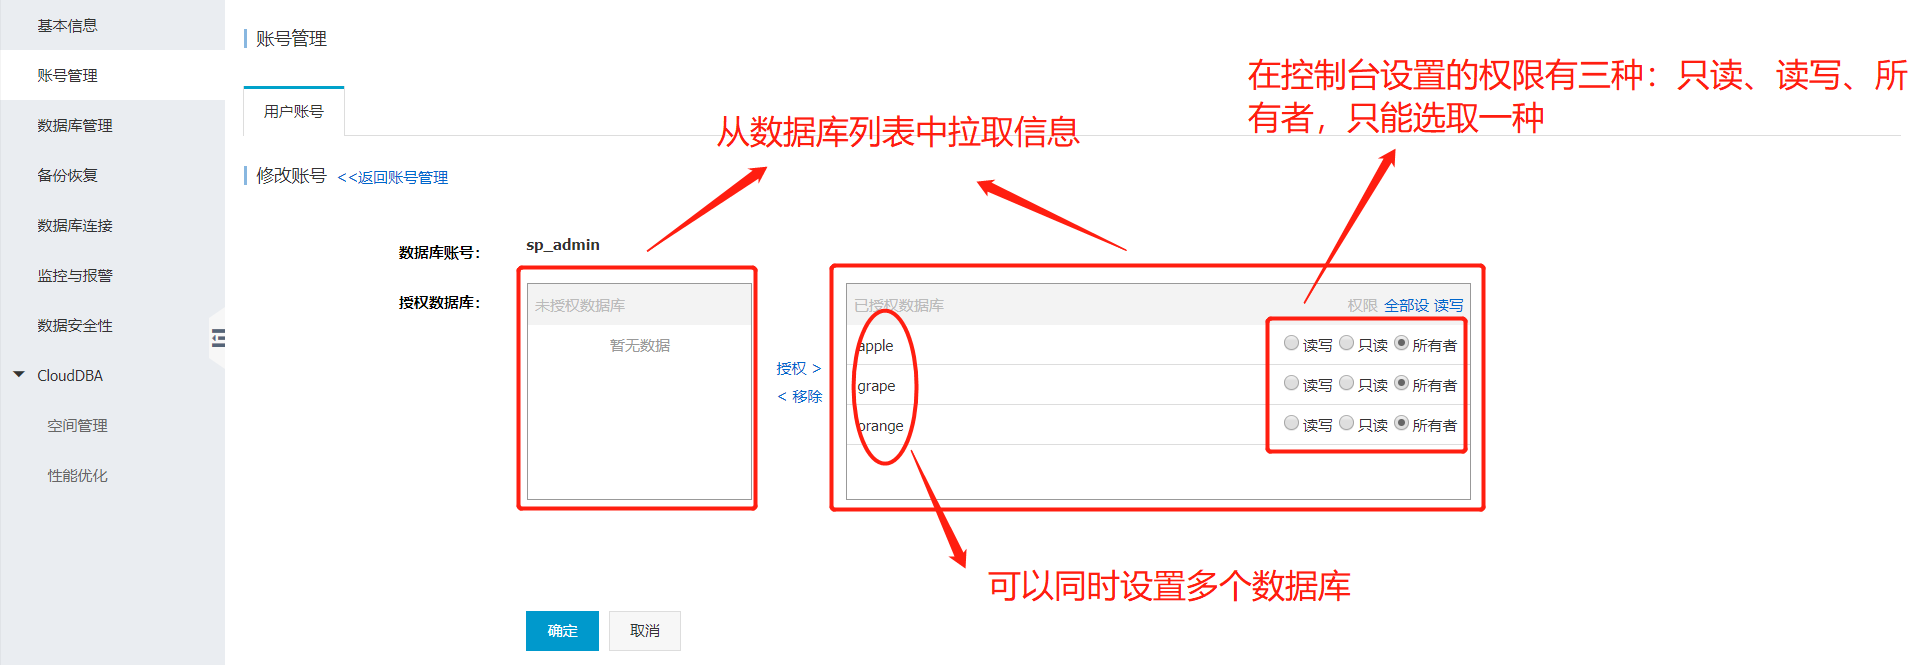 基本信息
账号管理
数据库管理
备份恢复
数据库连接
监控与报警
数据安全性
CloudDBA
空间管理
性能优化
账号管理
用户账号
修改账号 <<返回账号管理
从数据库列表中拉取信息
在控制台设置的权限有三种：只读、读写、所
有者，只能选取一种
数据库账号：
sp_admin
授权数据库：
未授权数据库
暂无数据
授权 >
< 移除
已授权数据库 权限 全部设 读写
apple 读写 只读 所有者
grape 读写 只读 所有者
orange 读写 只读 所有者
可以同时设置多个数据库
确定 取消